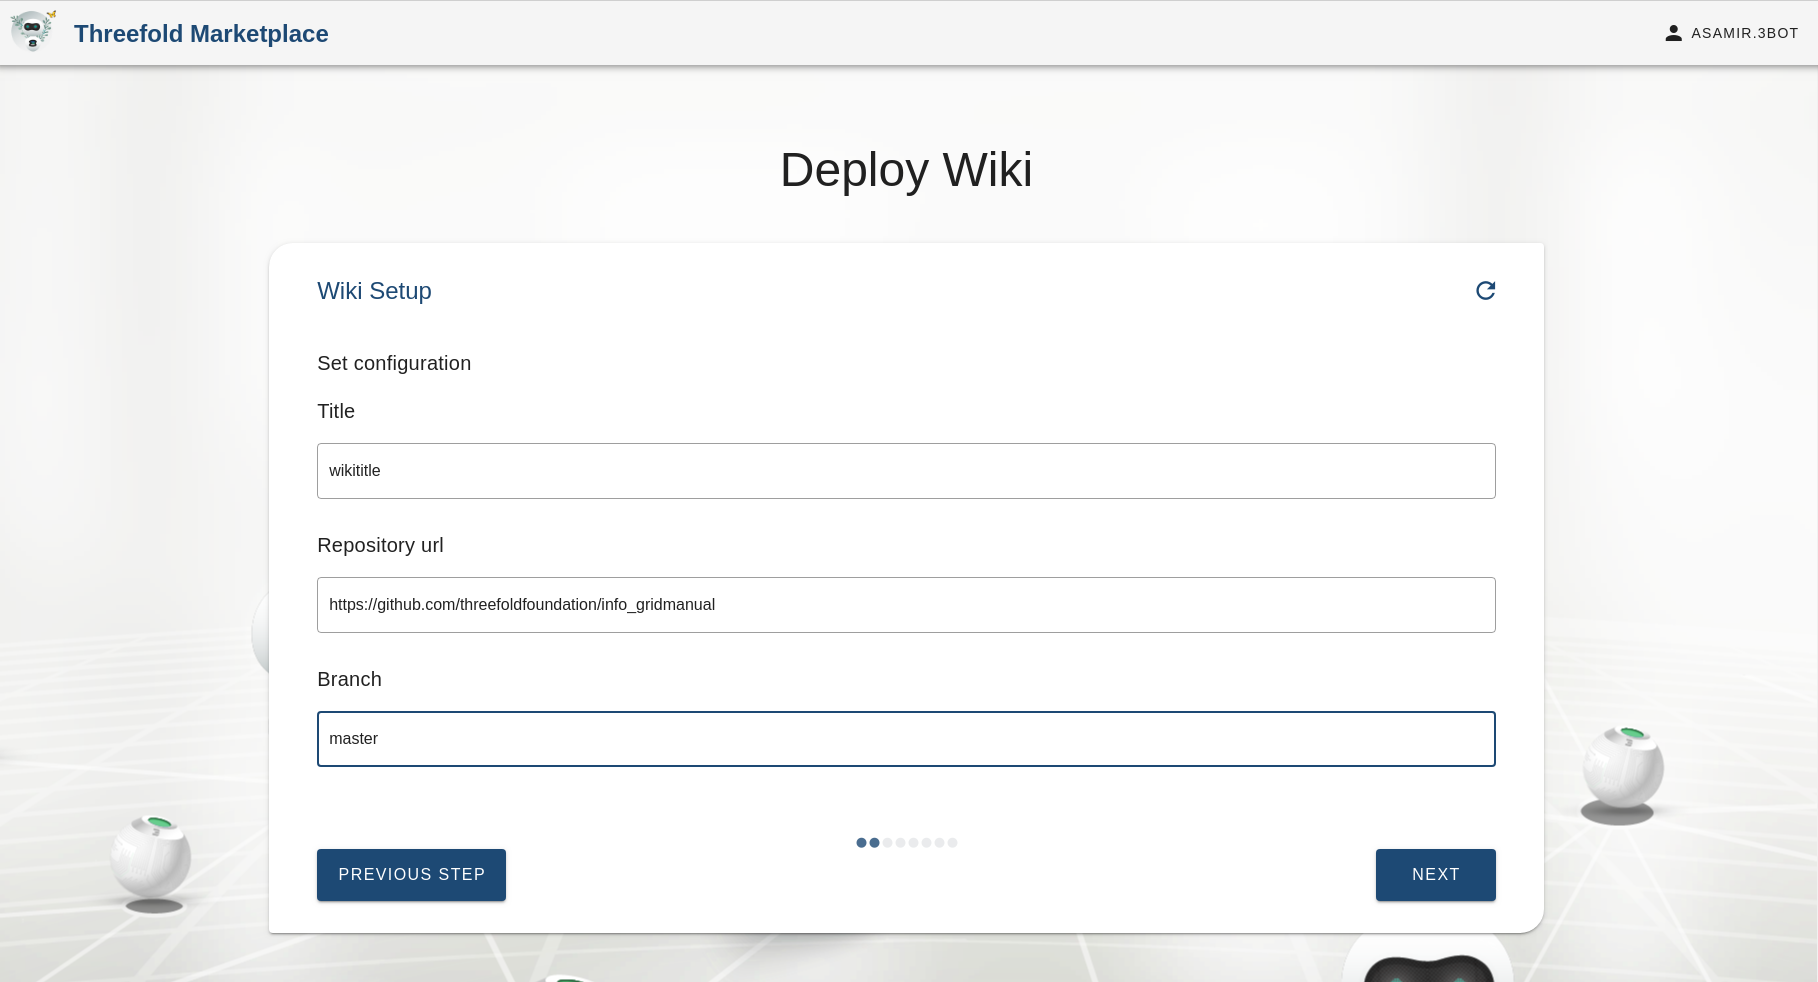 Threefold Marketplace
ASAMIR.3BOT
Deploy Wiki
Wiki Setup
Set configuration
Title
wikititle
Repository url
https://github.com/threefoldfoundation/info_gridmanual
Branch
master
PREVIOUS STEP
NEXT